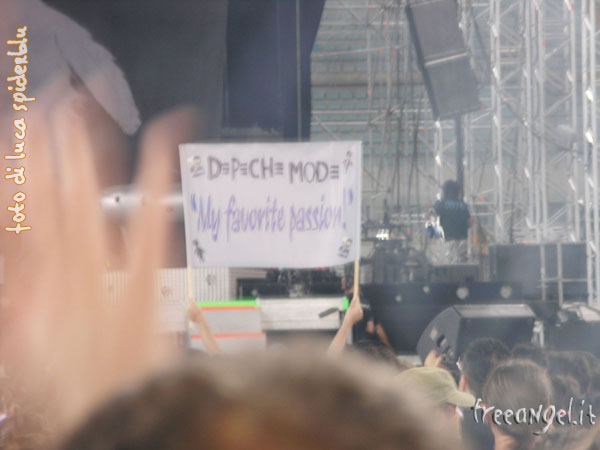 foto di luca spiderblu
D≡P≡CH≡ MOD≡
"My favorite passion!"
freeangel.it